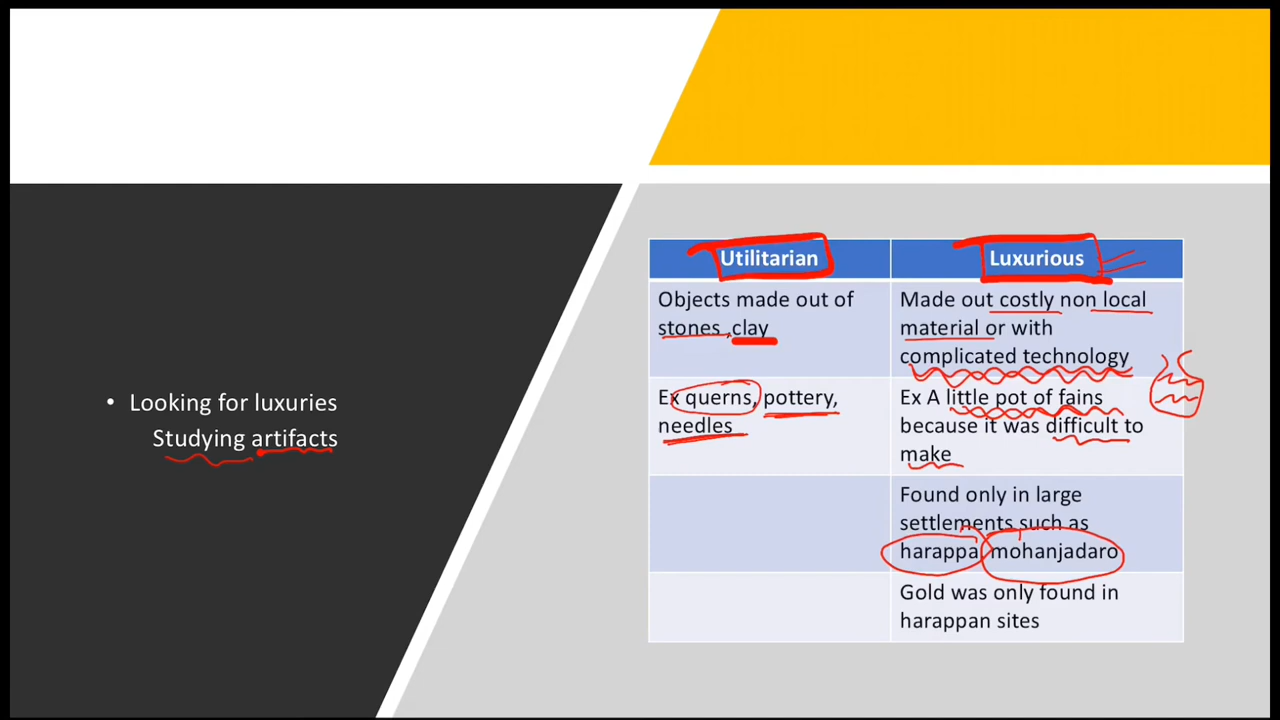 • Looking for luxuries
Studying artifacts
Utilitarian
Luxurious
Objects made out of
stones ,clay
Made out costly non local
material or with
complicated technology
Ex querns, pottery,
needles
Ex A little pot of fains
because it was difficult to
make
Found only in large
settlements such as
harappa mohanjadaro
Gold was only found in
harappan sites